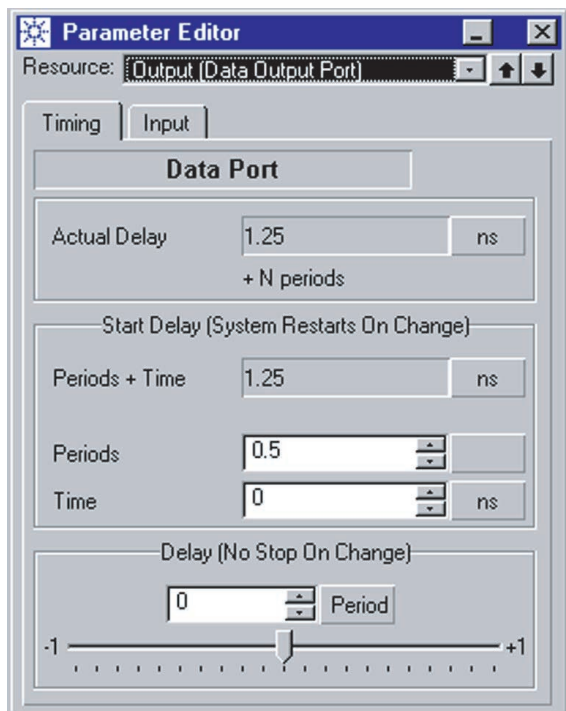 Parameter Editor
Resource: Output (Data Output Port)
Timing Input
Data Port
Actual Delay 1.25 ns
+ N periods
Start Delay (System Restarts On Change)
Periods + Time 1.25 ns
Periods 0.5
Time 0 ns
Delay (No Stop On Change)
0 Period
-1 +1